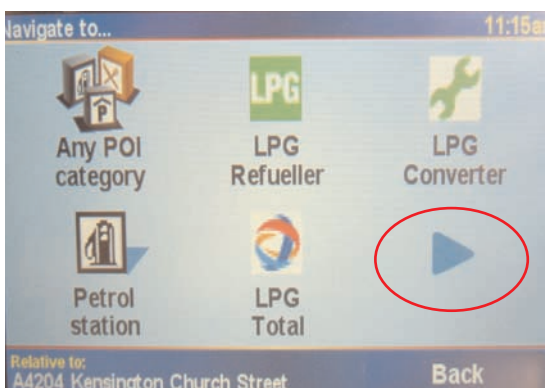 Navigate to...
11:15am
Any POI
category
LPG
LPG
Refueller
LPG
Converter
Petrol
station
LPG
Total
Relative to:
A4204 Kensington Church Street
Back